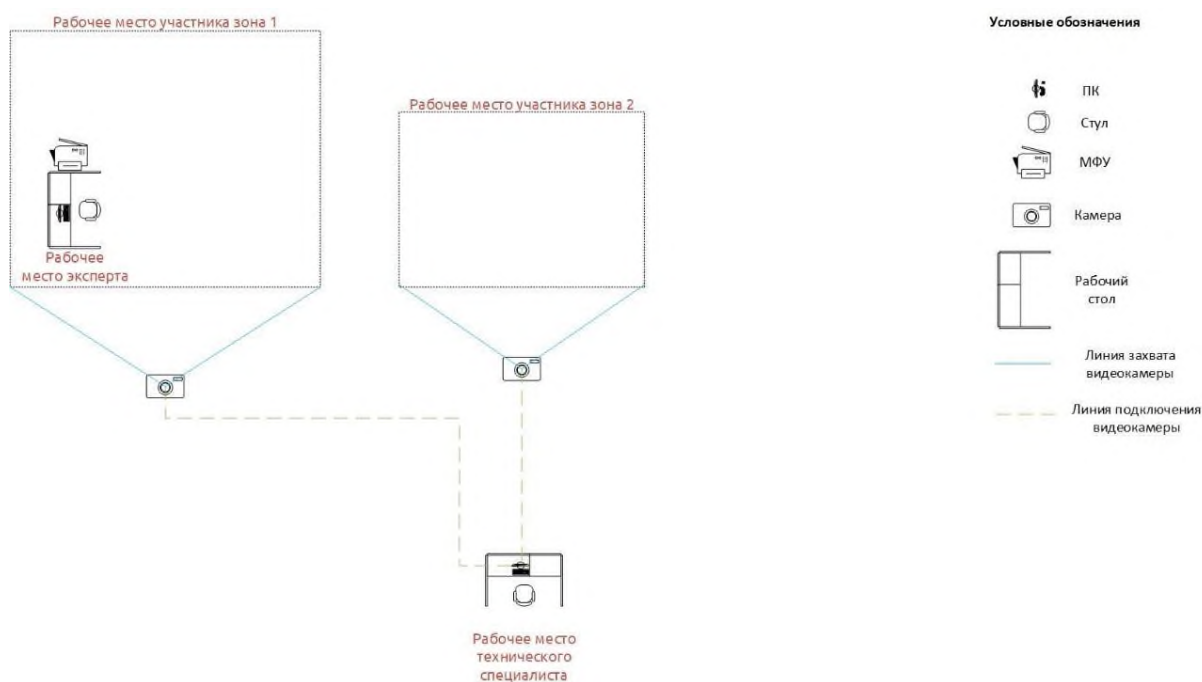 Рабочее место участника зона 1
Рабочее место участника зона 2
Рабочее
место эксперта
Рабочее место
технического
специалиста
Условные обозначения
ПК
Стул
МФУ
Камера
Рабочий
стол
Линия захвата
видеокамеры
Линия подключения
видеокамеры